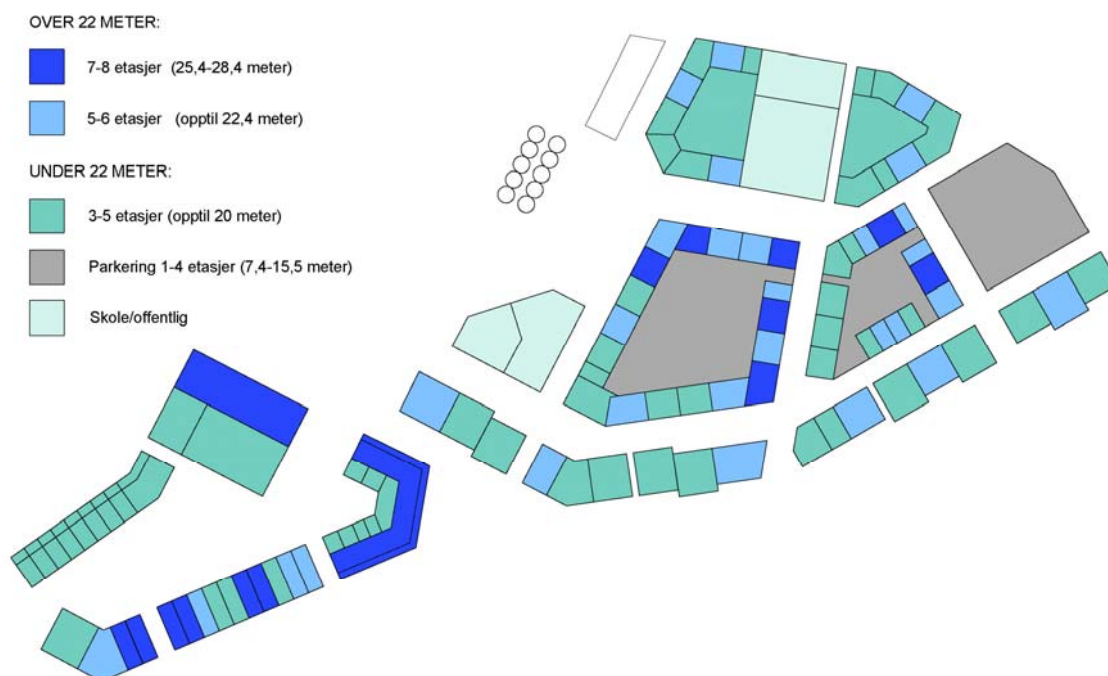 OVER 22 METER:
7-8 etasjer (25,4-28,4 meter)
5-6 etasjer (opptil 22,4 meter)
UNDER 22 METER:
3-5 etasjer (opptil 20 meter)
Parkering 1-4 etasjer (7,4-15,5 meter)
Skole/offentlig